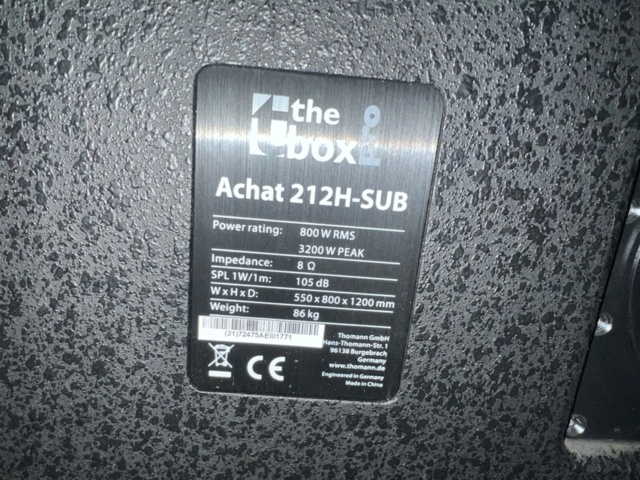 the
box pro
Achat 212H-SUB
Power rating: 800 W RMS
3200 W PEAK
Impedance: 8 Ω
SPL 1W/1m: 105 dB
W x H x D: 550 x 800 x 1200 mm
Weight: 86 kg
(21)72475AEI01771
Thomann GmbH
Hans-Thomann-Str. 1
96138 Burgebrach
Germany
www.thomann.de
Engineered in Germany
Made in China
CE